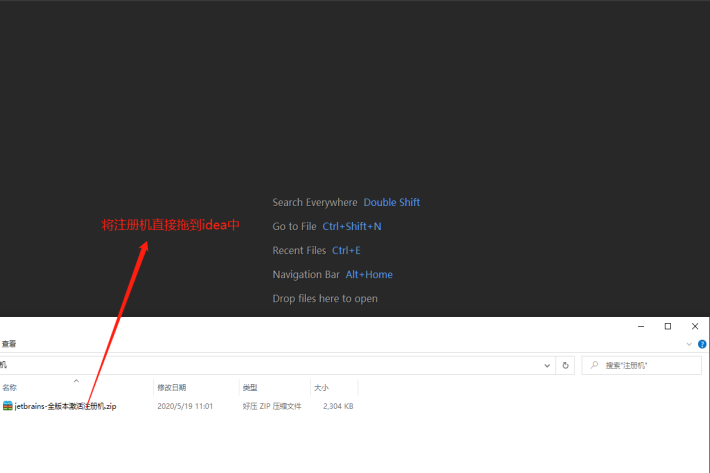 Search Everywhere Double Shift
将注册机直接拖到idea中
Go to File Ctrl+Shift+N
Recent Files Ctrl+E
Navigation Bar Alt+Home
Drop files here to open
查看
机
搜索"注册机"
名称 修改日期 类型 大小
jetbrains-全版本激活注册机.zip 2020/5/19 11:01 好压 ZIP 压缩文件 2,304 KB